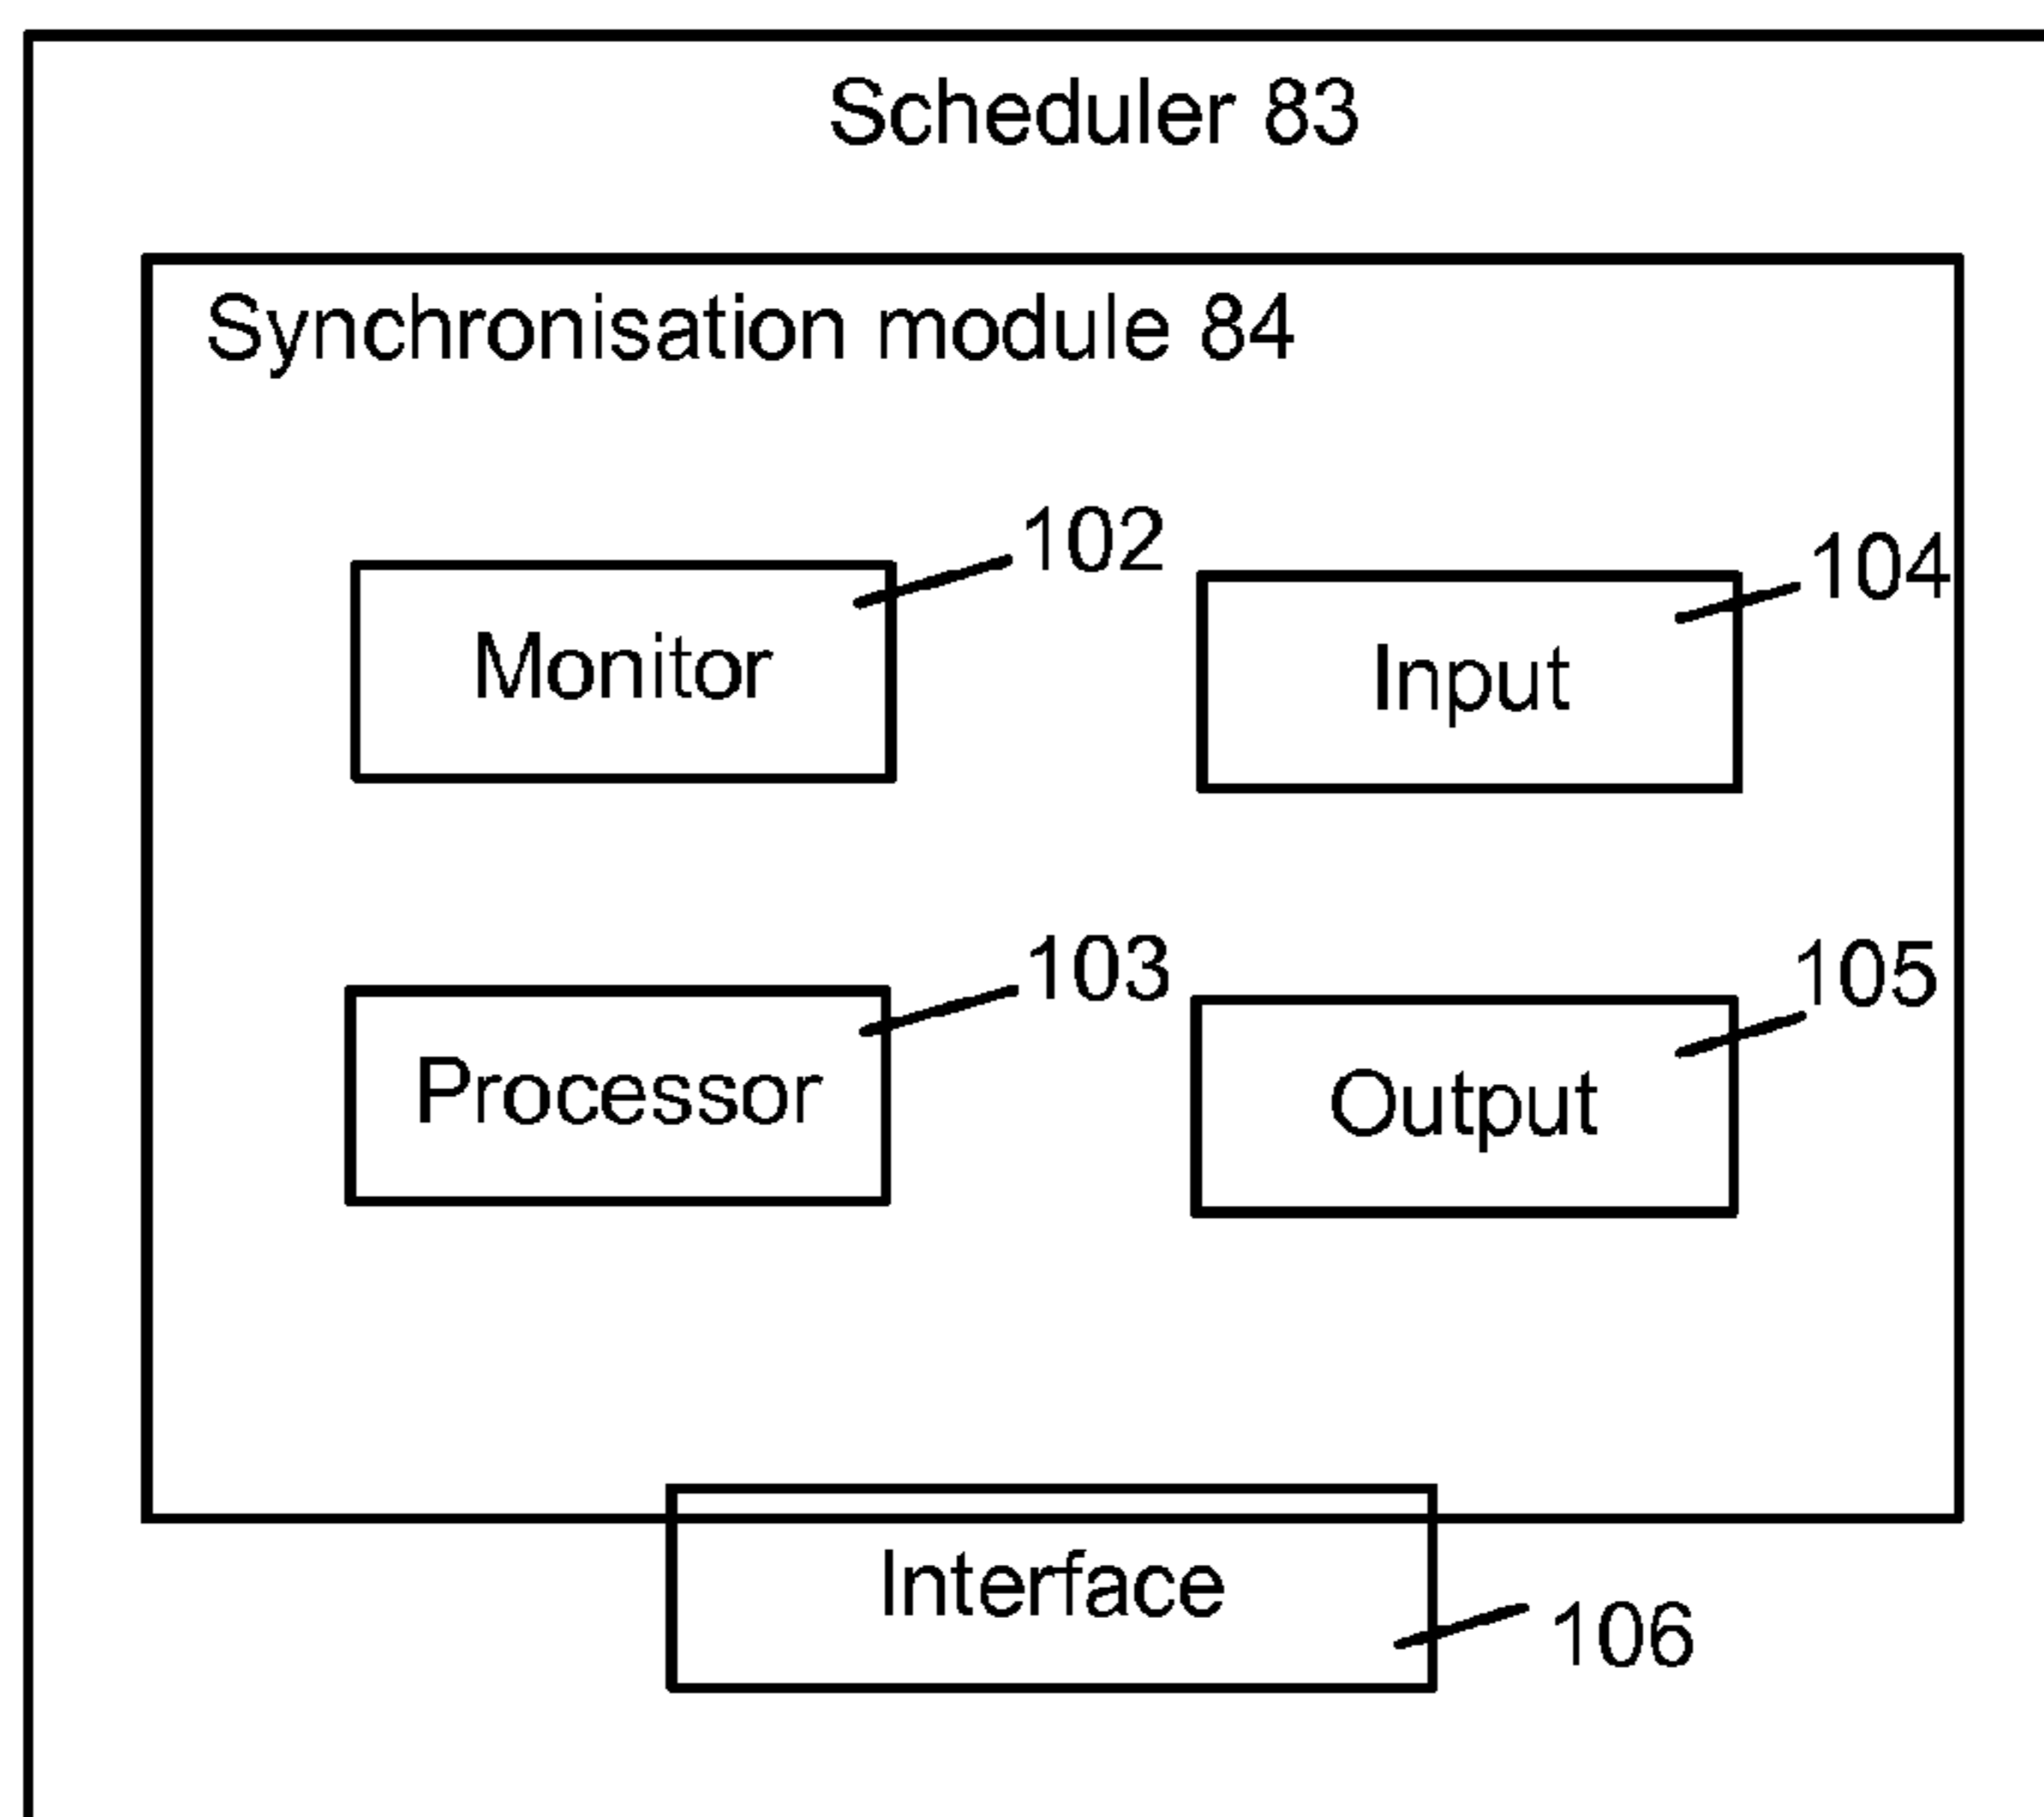 Scheduler 83
Synchronisation module 84
102
104
Monitor
Input
103
105
Processor
Output
Interface
106